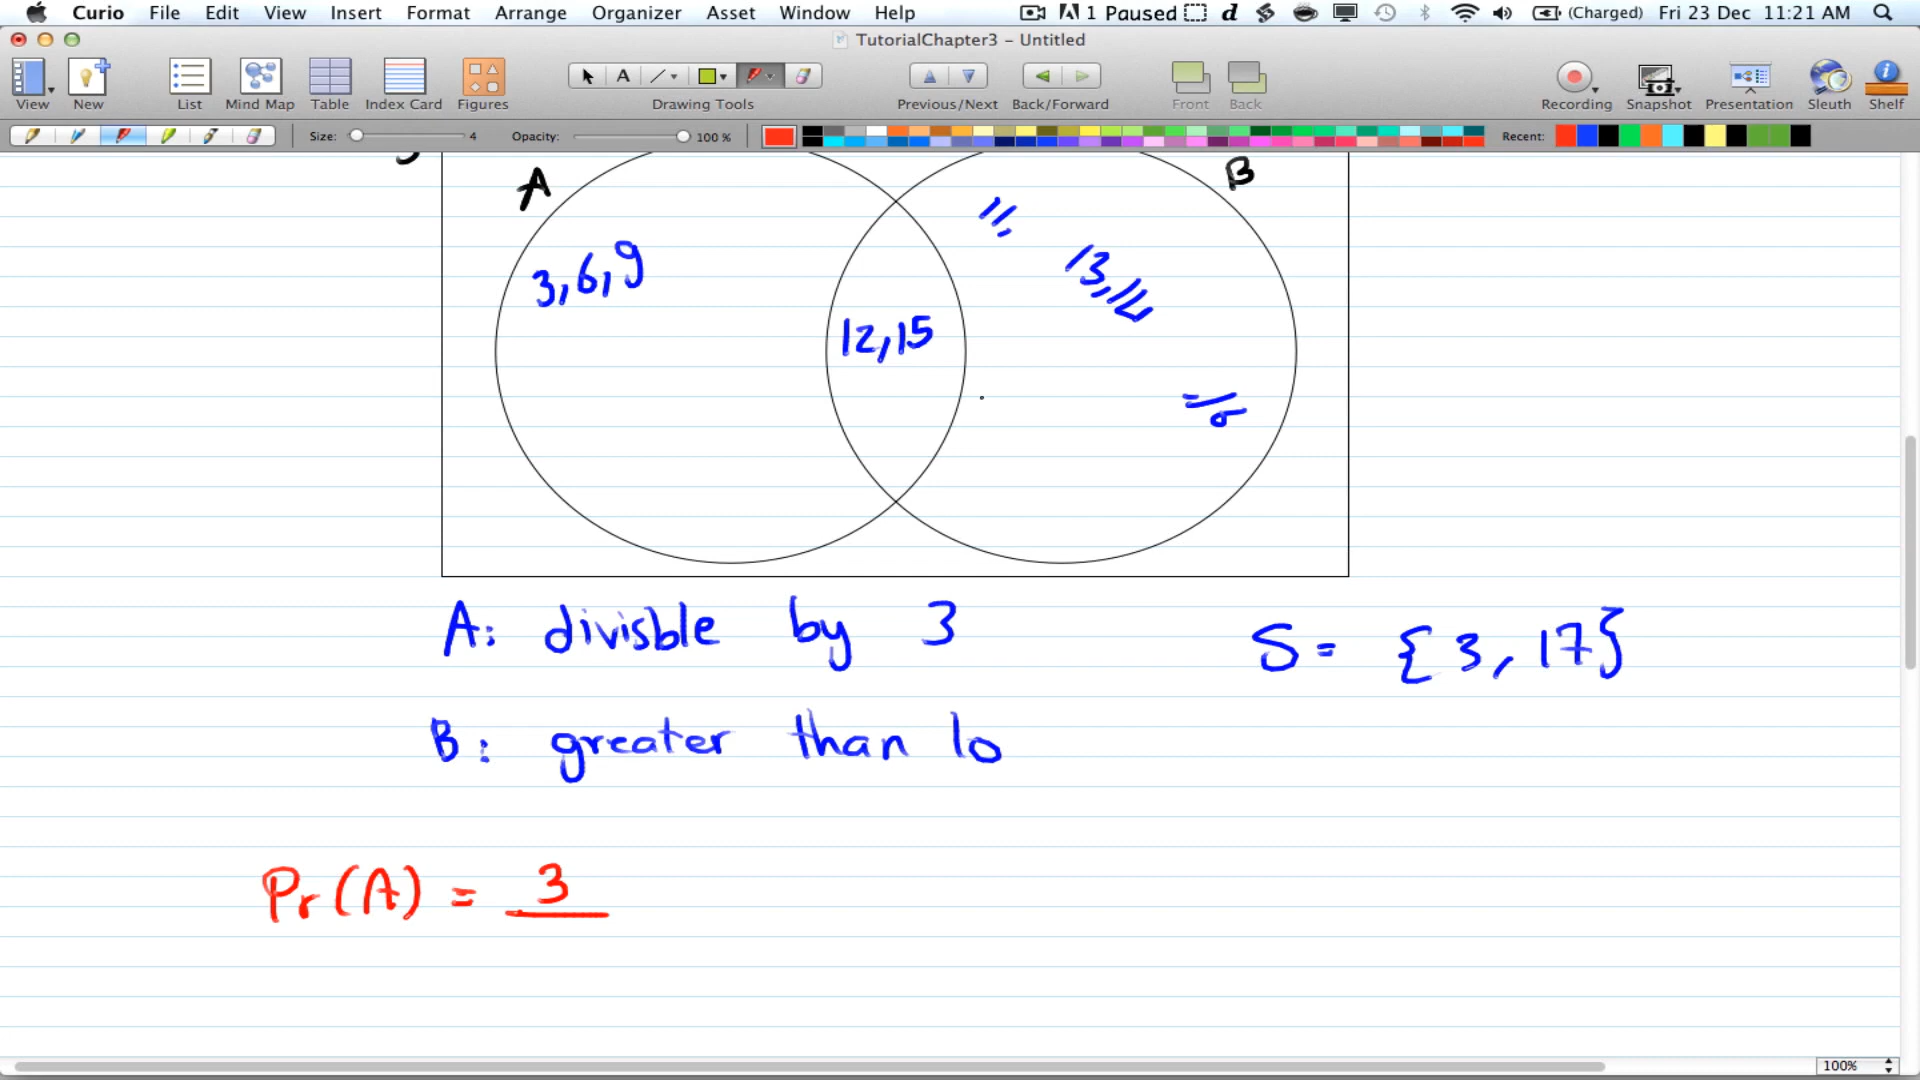 Curio File Edit View Insert Format Arrange Organizer Asset Window Help 1 Paused (Charged) Fri 23 Dec 11:21 AM
TutorialChapter3 – Untitled
View New List Mind Map Table Index Card Figures Drawing Tools Previous/Next Back/Forward Front Back Recording Snapshot Presentation Sleuth Shelf
Size: 4 Opacity: 100 % Recent:
A B
11,
3, 6, 9 13, 14
12, 15
16
A: divisble by 3
S = {3, 17}
B: greater than 10
Pr(A) = 3
100%